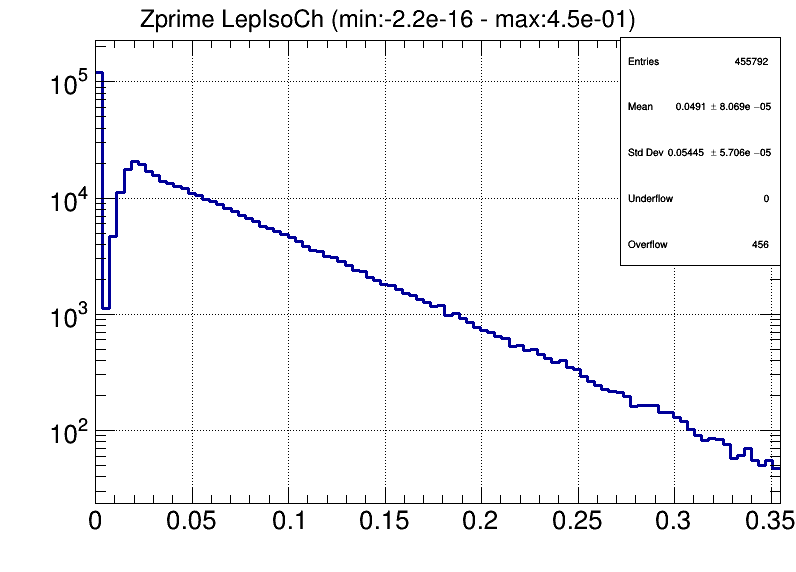 Zprime LepIsoCh (min:-2.2e-16 - max:4.5e-01)
Entries 455792
Mean 0.0491 ± 8.069e −05
Std Dev 0.05445 ± 5.706e −05
Underflow 0
Overflow 456
10^5
10^4
10^3
10^2
0 0.05 0.1 0.15 0.2 0.25 0.3 0.35